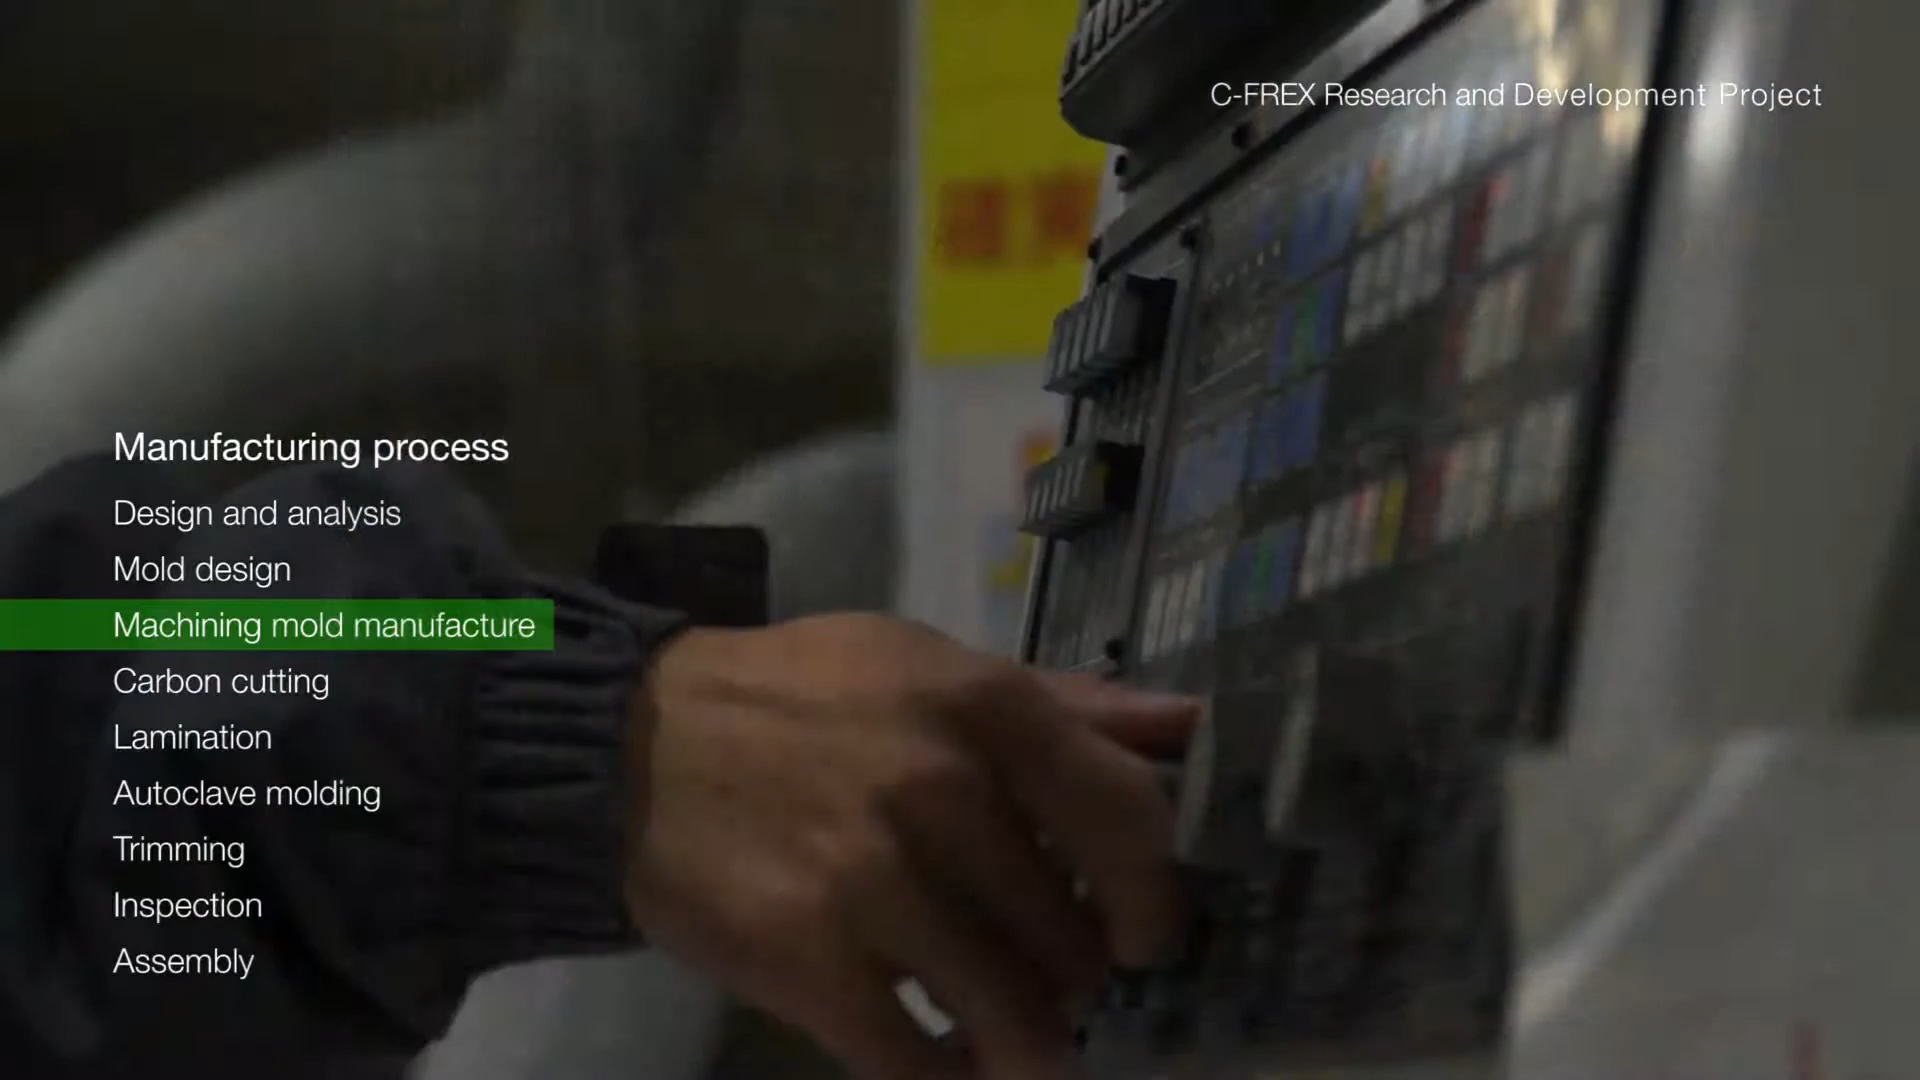 C-FREX Research and Development Project
Manufacturing process
Design and analysis
Mold design
Machining mold manufacture
Carbon cutting
Lamination
Autoclave molding
Trimming
Inspection
Assembly